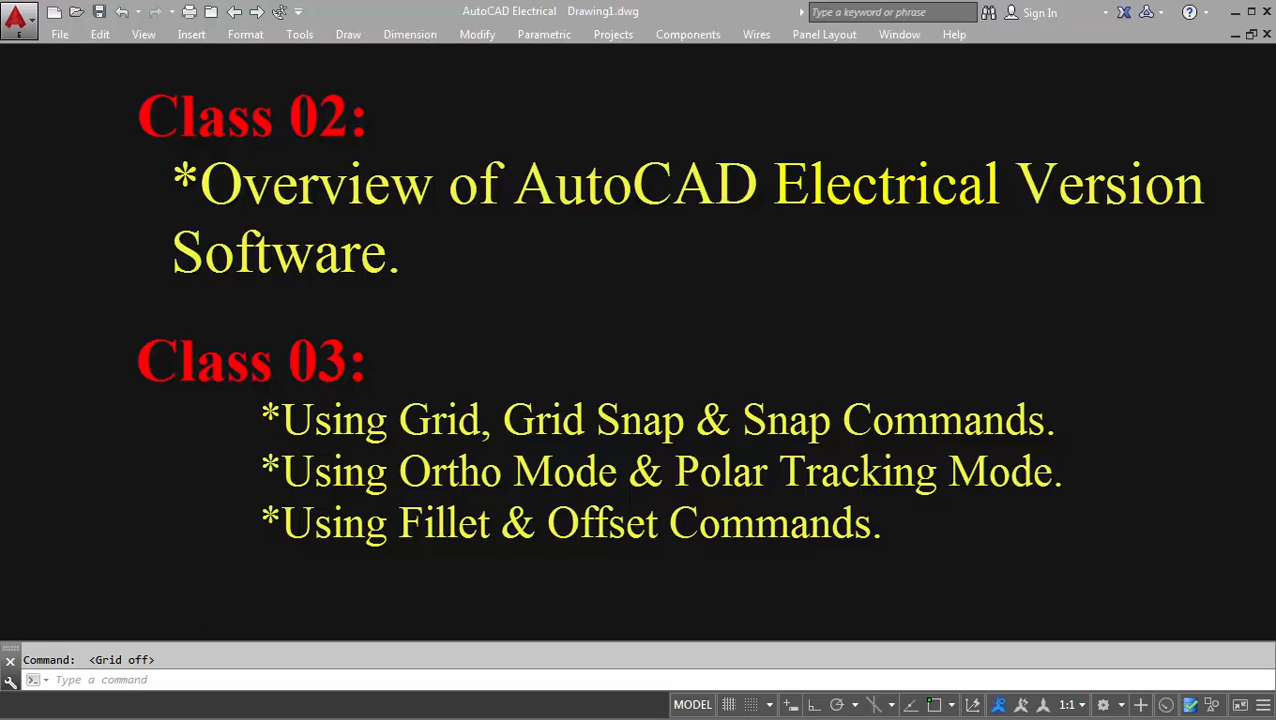 AutoCAD Electrical Drawing1.dwg
Type a keyword or phrase
Sign In
File Edit View Insert Format Tools Draw Dimension Modify Parametric Projects Components Wires Panel Layout Window Help
Class 02:
*Overview of AutoCAD Electrical Version
Software.
Class 03:
*Using Grid, Grid Snap & Snap Commands.
*Using Ortho Mode & Polar Tracking Mode.
*Using Fillet & Offset Commands.
Command: <Grid off>
Type a command
MODEL 1:1